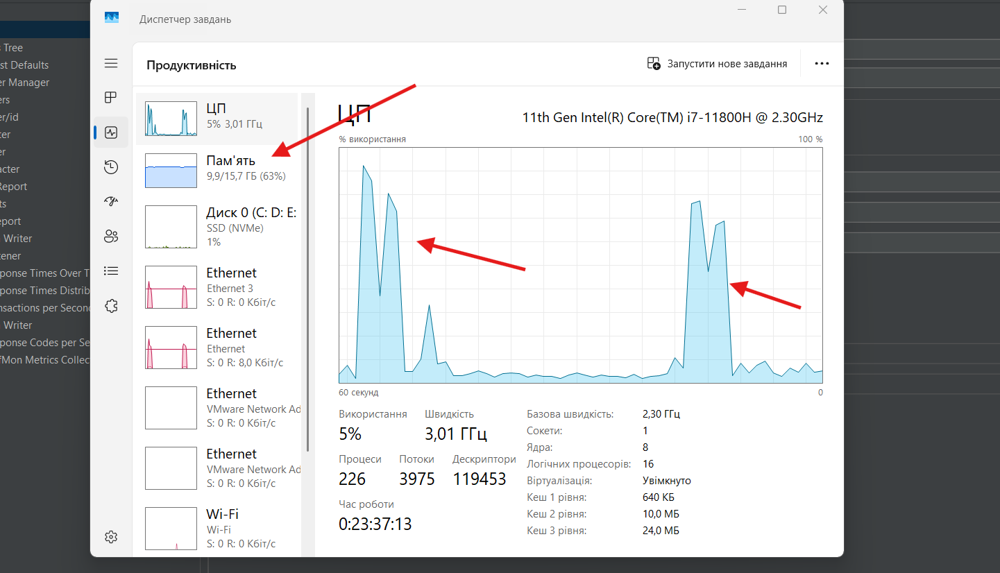 Диспетчер завдань
Tree
st Defaults
er Manager
ers
er/id
ter
er
acter
Report
ts
eport
Writer
tener
ponse Times Over T
ponse Times Distrib
nsactions per Second
Writer
ponse Codes per Se
fMon Metrics Collec
Продуктивність
Запустити нове завдання
ЦП
5% 3,01 ГГц
Пам'ять
9,9/15,7 ГБ (63%)
Диск 0 (C: D: E:
SSD (NVMe)
1%
Ethernet
Ethernet 3
S: 0 R: 0 Кбіт/с
Ethernet
Ethernet
S: 0 R: 8,0 Кбіт/с
Ethernet
VMware Network Ad
S: 0 R: 0 Кбіт/с
Ethernet
VMware Network Ad
S: 0 R: 0 Кбіт/с
Wi-Fi
Wi-Fi
S: 0 R: 0 Кбіт/с
ЦП
11th Gen Intel(R) Core(TM) i7-11800H @ 2.30GHz
% використання 100 %
60 секунд 0
Використання Швидкість
5% 3,01 ГГц
Процеси Потоки Дескриптори
226 3975 119453
Час роботи
0:23:37:13
Базова швидкість: 2,30 ГГц
Сокети: 1
Ядра: 8
Логічних процесорів: 16
Віртуалізація: Увімкнуто
Кеш 1 рівня: 640 КБ
Кеш 2 рівня: 10,0 МБ
Кеш 3 рівня: 24,0 МБ